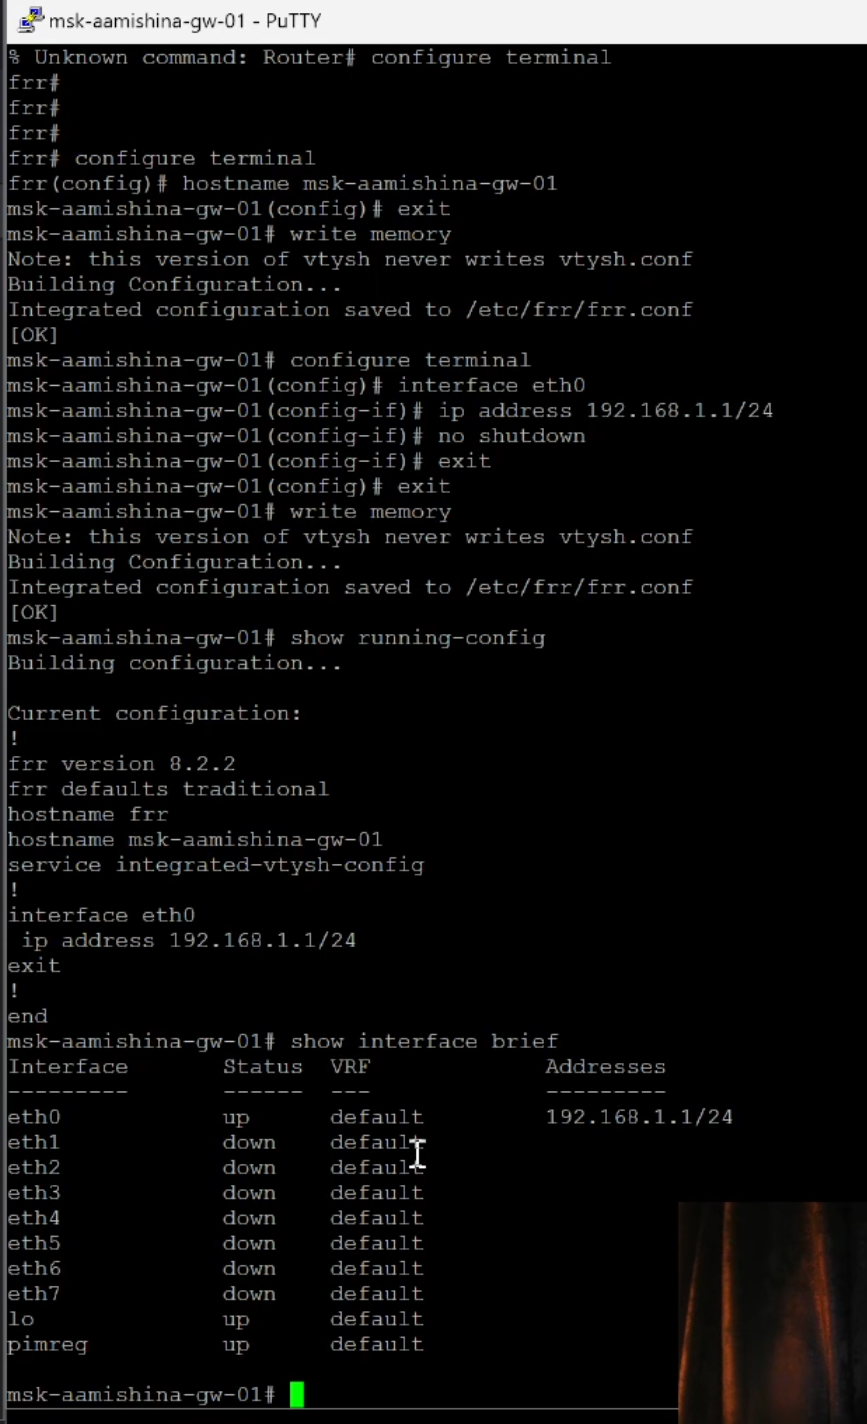 msk-aamishina-gw-01 - PuTTY
% Unknown command: Router# configure terminal
frr#
frr#
frr#
frr# configure terminal
frr(config)# hostname msk-aamishina-gw-01
msk-aamishina-gw-01(config)# exit
msk-aamishina-gw-01# write memory
Note: this version of vtysh never writes vtysh.conf
Building Configuration...
Integrated configuration saved to /etc/frr/frr.conf
[OK]
msk-aamishina-gw-01# configure terminal
msk-aamishina-gw-01(config)# interface eth0
msk-aamishina-gw-01(config-if)# ip address 192.168.1.1/24
msk-aamishina-gw-01(config-if)# no shutdown
msk-aamishina-gw-01(config-if)# exit
msk-aamishina-gw-01(config)# exit
msk-aamishina-gw-01# write memory
Note: this version of vtysh never writes vtysh.conf
Building Configuration...
Integrated configuration saved to /etc/frr/frr.conf
[OK]
msk-aamishina-gw-01# show running-config
Building configuration...

Current configuration:
!
frr version 8.2.2
frr defaults traditional
hostname frr
hostname msk-aamishina-gw-01
service integrated-vtysh-config
!
interface eth0
 ip address 192.168.1.1/24
exit
!
end
msk-aamishina-gw-01# show interface brief
Interface       Status  VRF             Addresses
---------       ------  ---             ---------
eth0            up      default         192.168.1.1/24
eth1            down    default
eth2            down    default
eth3            down    default
eth4            down    default
eth5            down    default
eth6            down    default
eth7            down    default
lo              up      default
pimreg          up      default

msk-aamishina-gw-01#